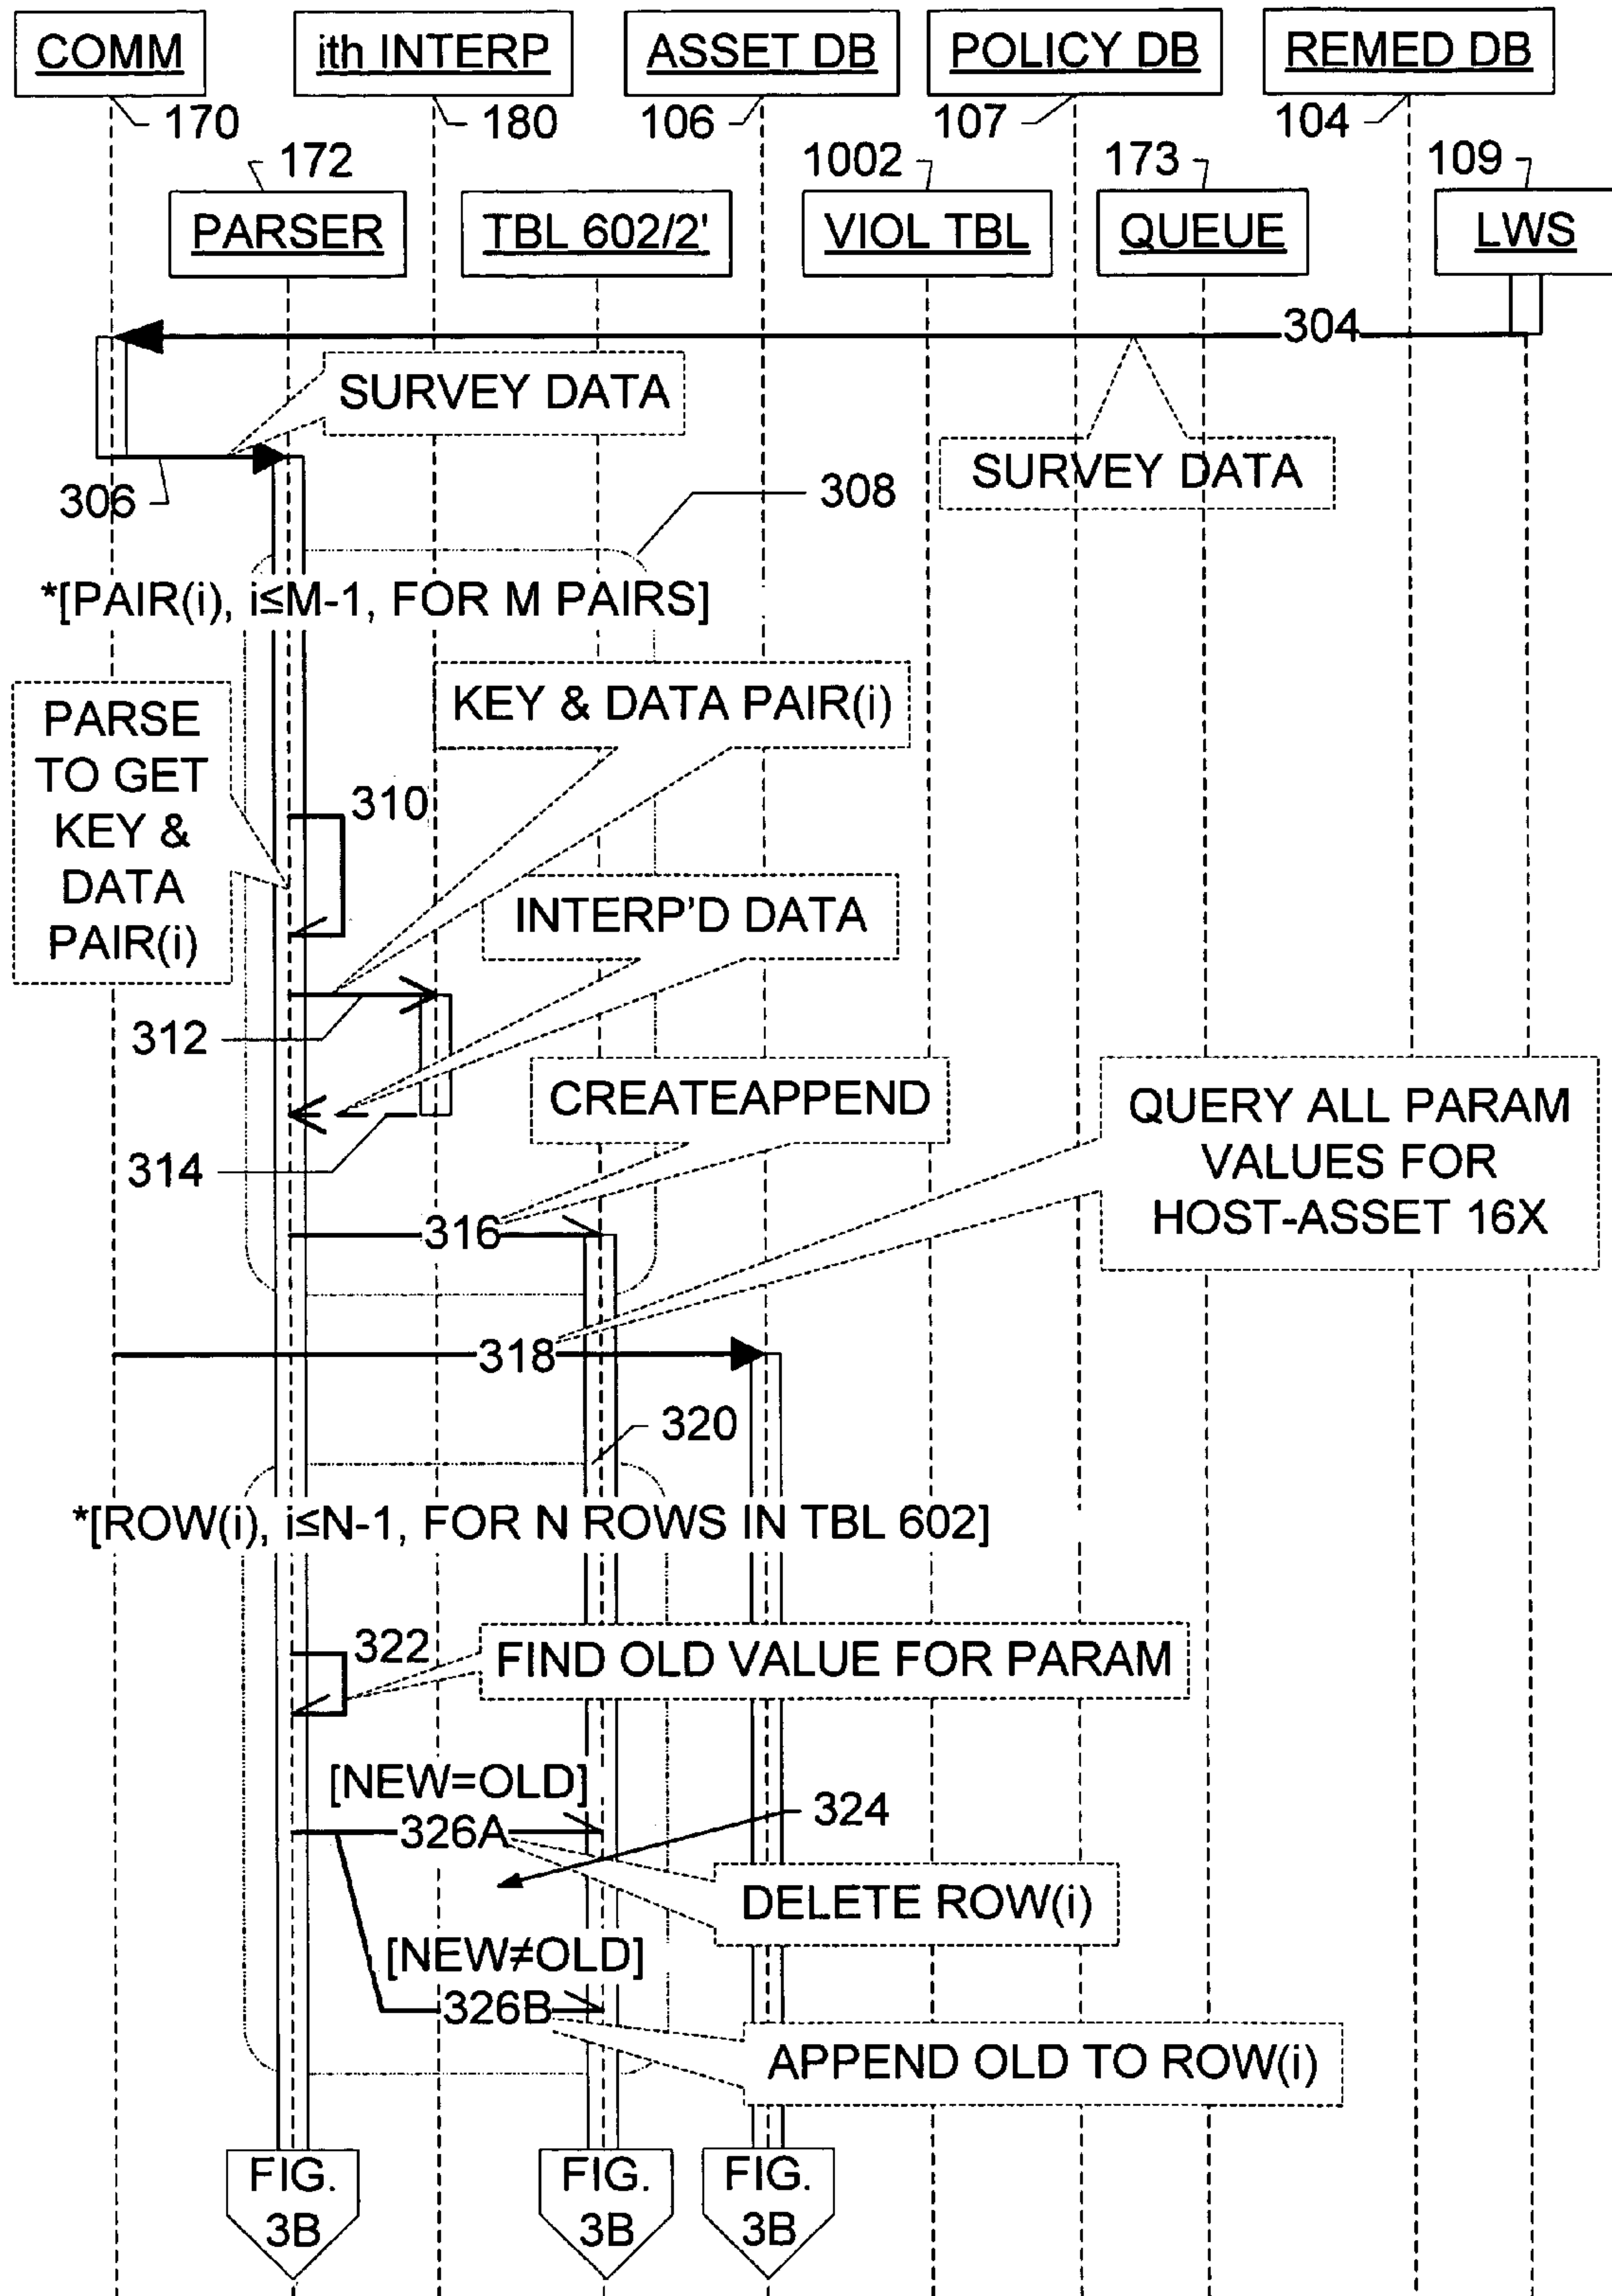 COMM
ith INTERP
ASSET DB
POLICY DB
REMED DB
170
180
106
107
104
172
1002
173
109
PARSER
TBL 602/2'
VIOL TBL
QUEUE
LWS
304
SURVEY DATA
SURVEY DATA
306
308
*[PAIR(i), i≤M-1, FOR M PAIRS]
KEY & DATA PAIR(i)
PARSE
TO GET
KEY &
DATA
PAIR(i)
310
INTERP'D DATA
312
CREATEAPPEND
QUERY ALL PARAM
VALUES FOR
HOST-ASSET 16X
314
316
318
320
*[ROW(i), i≤N-1, FOR N ROWS IN TBL 602]
322
FIND OLD VALUE FOR PARAM
[NEW=OLD]
326A
324
DELETE ROW(i)
[NEW≠OLD]
326B
APPEND OLD TO ROW(i)
FIG.
3B
FIG.
3B
FIG.
3B